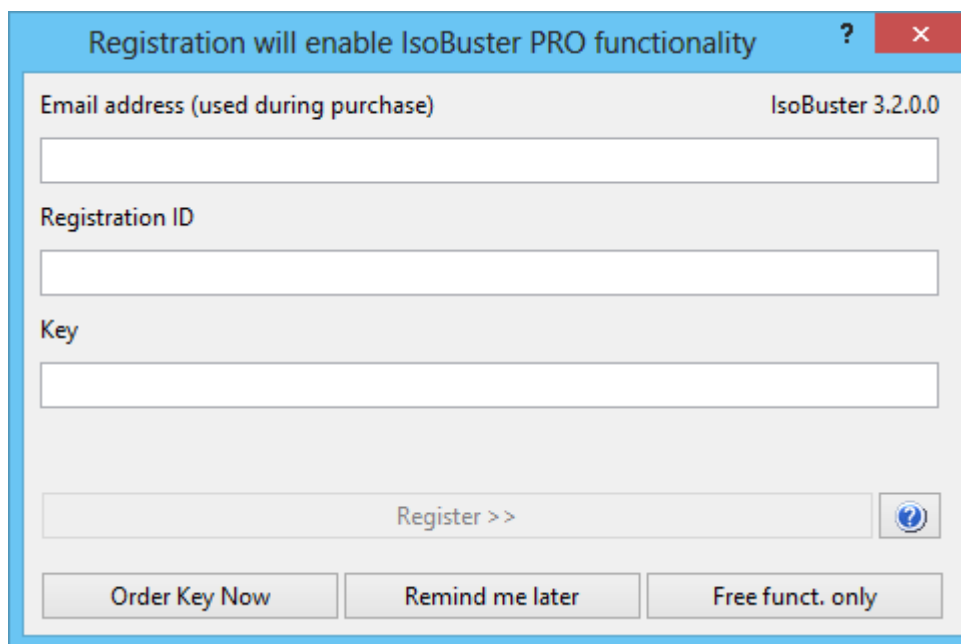 Registration will enable IsoBuster PRO functionality ?
Email address (used during purchase) IsoBuster 3.2.0.0
Registration ID
Key
Register >> ?
Order Key Now Remind me later Free funct. only